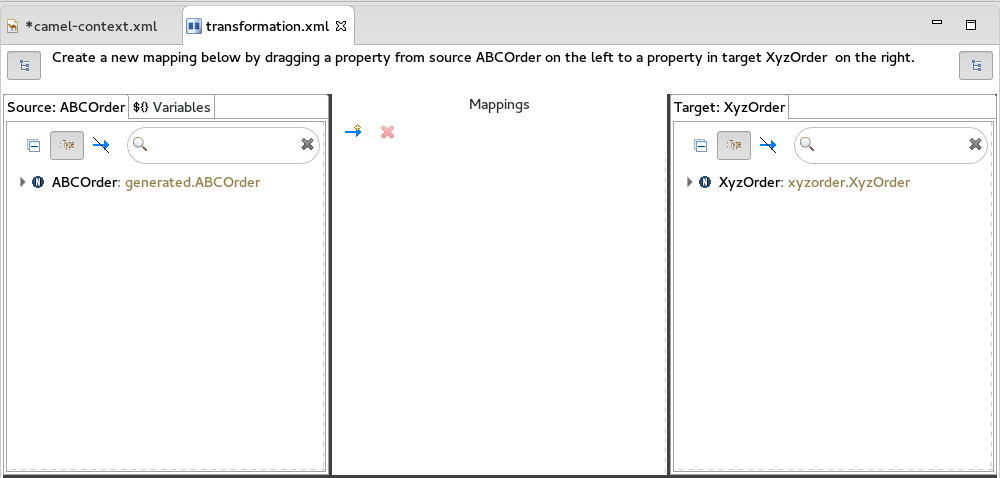 *camel-context.xml
transformation.xml
Create a new mapping below by dragging a property from source ABCOrder on the left to a property in target XyzOrder on the right.
Source: ABCOrder
${} Variables
Mappings
Target: XyzOrder
: Type
: Type
N ABCOrder: generated.ABCOrder
N XyzOrder: xyzorder.XyzOrder